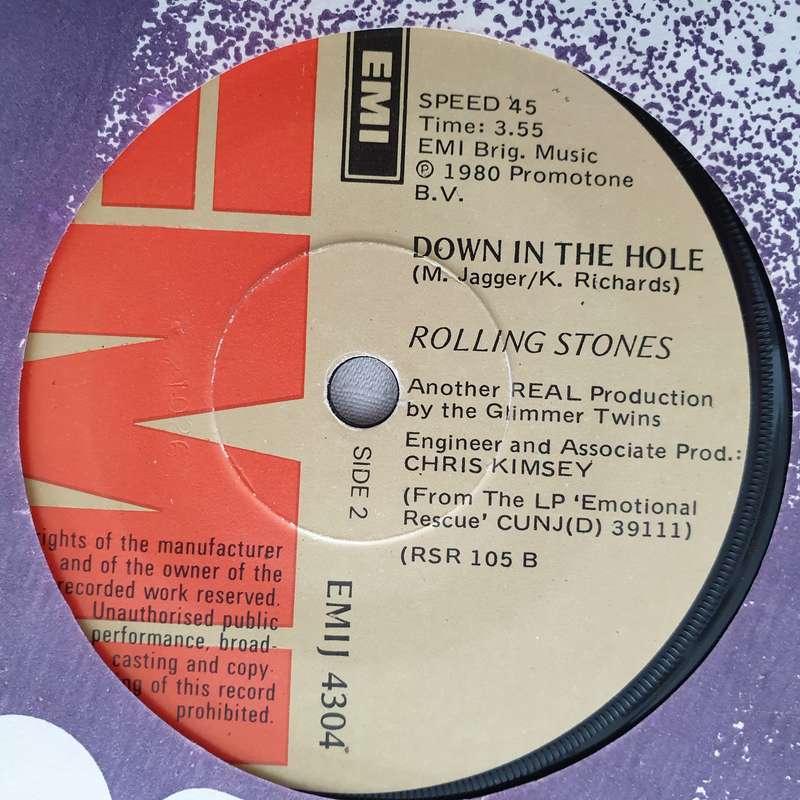 EMI
SPEED 45
Time: 3.55
EMI Brig. Music
℗ 1980 Promotone
B.V.
DOWN IN THE HOLE
(M. Jagger/K. Richards)
ROLLING STONES
Another REAL Production
by the Glimmer Twins
Engineer and Associate Prod.:
CHRIS KIMSEY
(From The LP ‘Emotional
Rescue’ CUNJ(D) 39111)
(RSR 105 B
SIDE 2
EMIJ 4304
rights of the manufacturer
and of the owner of the
recorded work reserved.
Unauthorised public
performance, broad-
casting and copy-
ng of this record
prohibited.